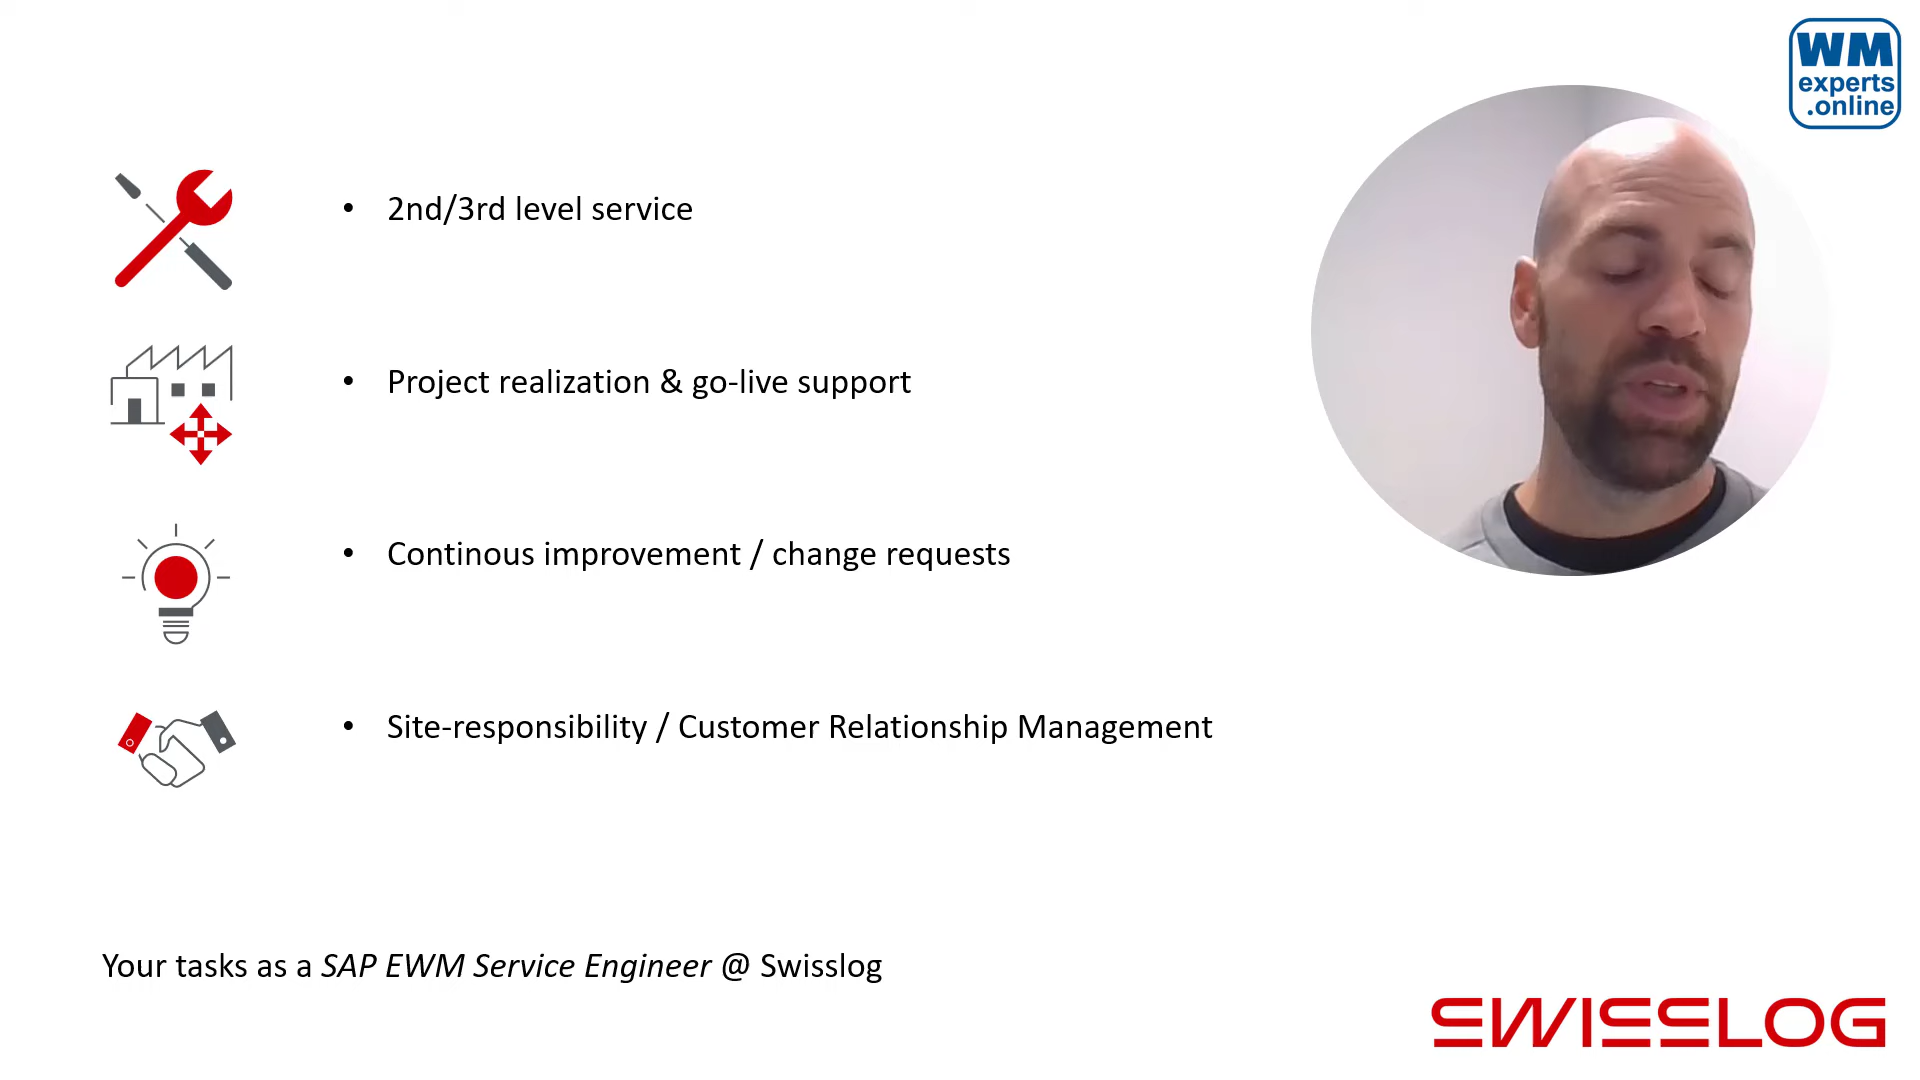 WM
experts
.online
• 2nd/3rd level service
• Project realization & go-live support
• Continous improvement / change requests
• Site-responsibility / Customer Relationship Management
Your tasks as a SAP EWM Service Engineer @ Swisslog
SWISSLOG